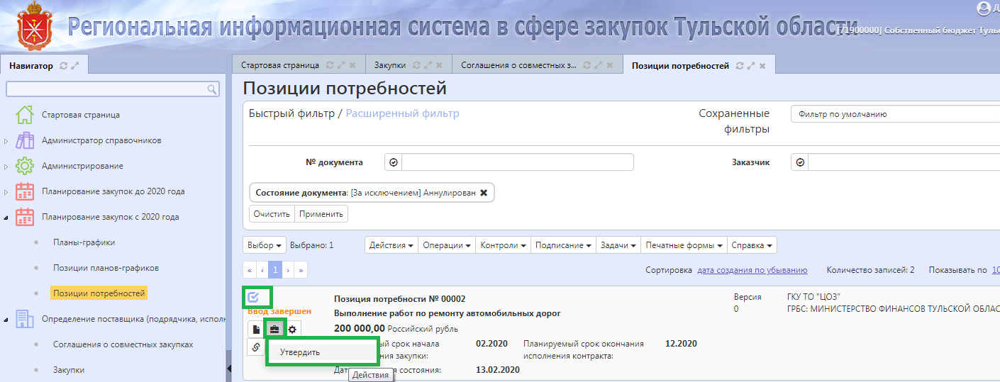 Региональная информационная система в сфере закупок Тульской области
[71900000] Собственный бюджет Туль
Навигатор
Стартовая страница
Закупки
Соглашения о совместных з...
Позиции потребностей
Стартовая страница
Администратор справочников
Администрирование
Планирование закупок до 2020 года
Планирование закупок с 2020 года
Планы-графики
Позиции планов-графиков
Позиции потребностей
Определение поставщика (подрядчика, исполн
Соглашения о совместных закупках
Закупки
Позиции потребностей
Быстрый фильтр / Расширенный фильтр
Сохраненные фильтры
Фильтр по умолчанию
№ документа
Заказчик
Состояние документа: [За исключением] Аннулирован ✖
Очистить Применить
Выбор Выбрано: 1 Действия Операции Контроли Подписание Задачи Печатные формы Справка
« ‹ 1 › »
Сортировка дата создания по убыванию Количество записей: 2 Показывать по 10
Ввод завершен
Позиция потребности № 00002
Выполнение работ по ремонту автомобильных дорог
200 000,00 Российский рубль
Версия 0
ГКУ ТО "ЦОЗ"
ГРБС: МИНИСТЕРСТВО ФИНАНСОВ ТУЛЬСКОЙ ОБЛАС
ый срок начала
ия закупки:
02.2020
Планируемый срок окончания
исполнения контракта:
12.2020
Дат
состояния:
13.02.2020
Утвердить
Действия